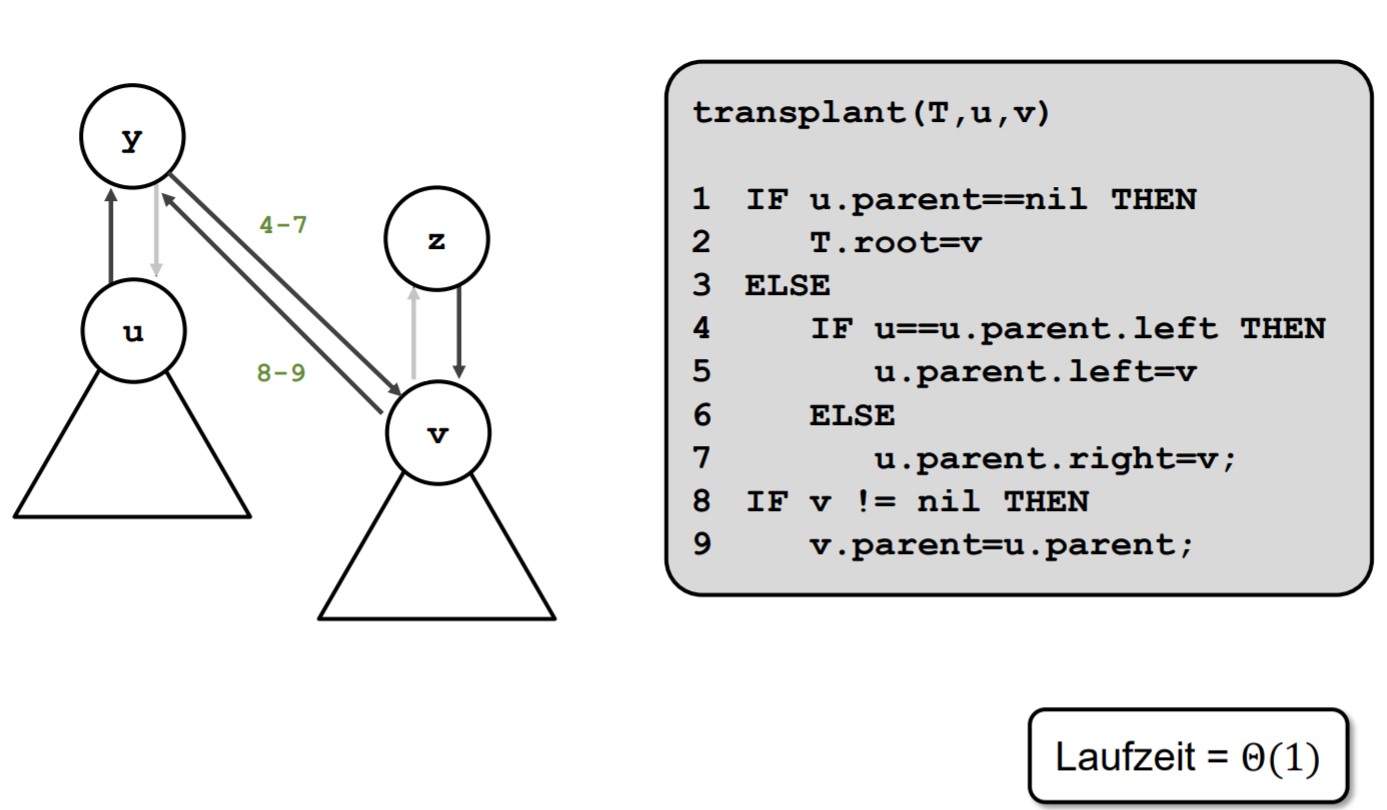 y
4-7
z
u
8-9
v
transplant(T,u,v)
1 IF u.parent==nil THEN
2    T.root=v
3 ELSE
4    IF u==u.parent.left THEN
5       u.parent.left=v
6    ELSE
7       u.parent.right=v;
8 IF v != nil THEN
9    v.parent=u.parent;
Laufzeit = Θ(1)